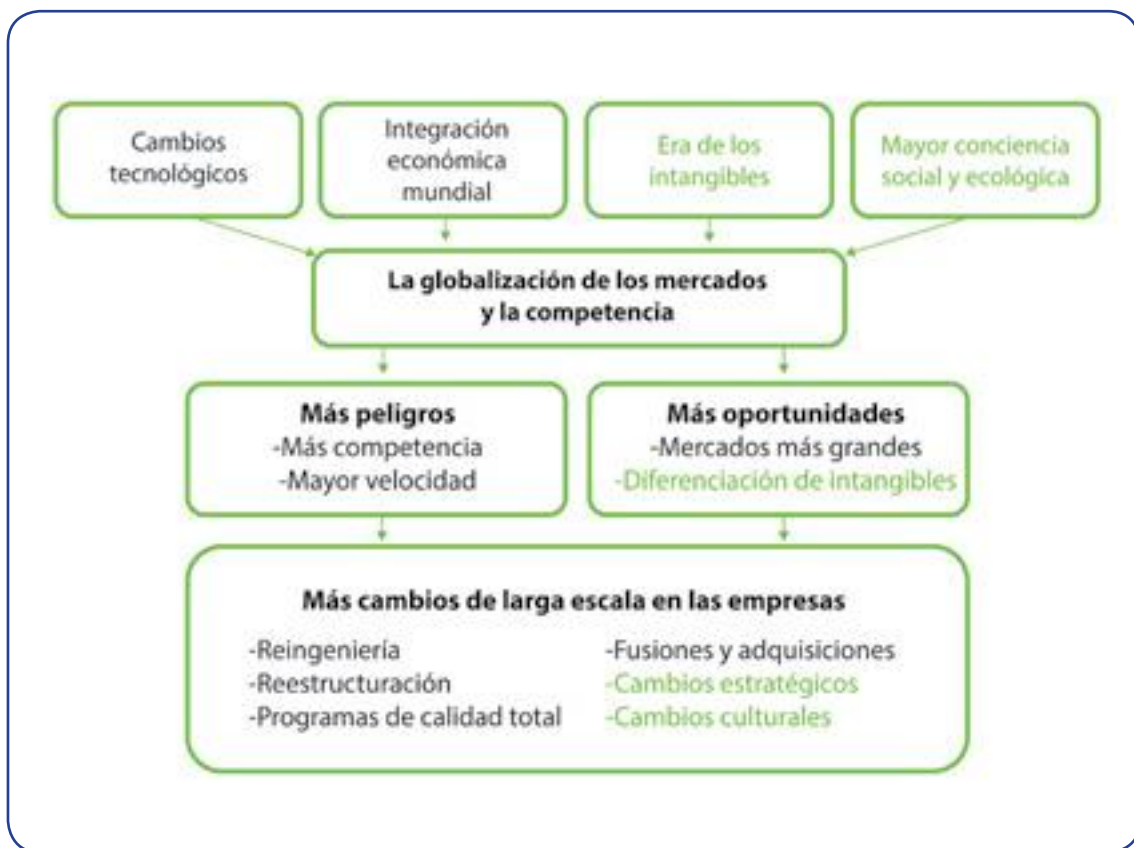 Cambios
tecnológicos
Integración
económica
mundial
Era de los
intangibles
Mayor conciencia
social y ecológica
La globalización de los mercados
y la competencia
Más peligros
-Más competencia
-Mayor velocidad
Más oportunidades
-Mercados más grandes
-Diferenciación de intangibles
Más cambios de larga escala en las empresas
-Reingeniería
-Reestructuración
-Programas de calidad total
-Fusiones y adquisiciones
-Cambios estratégicos
-Cambios culturales